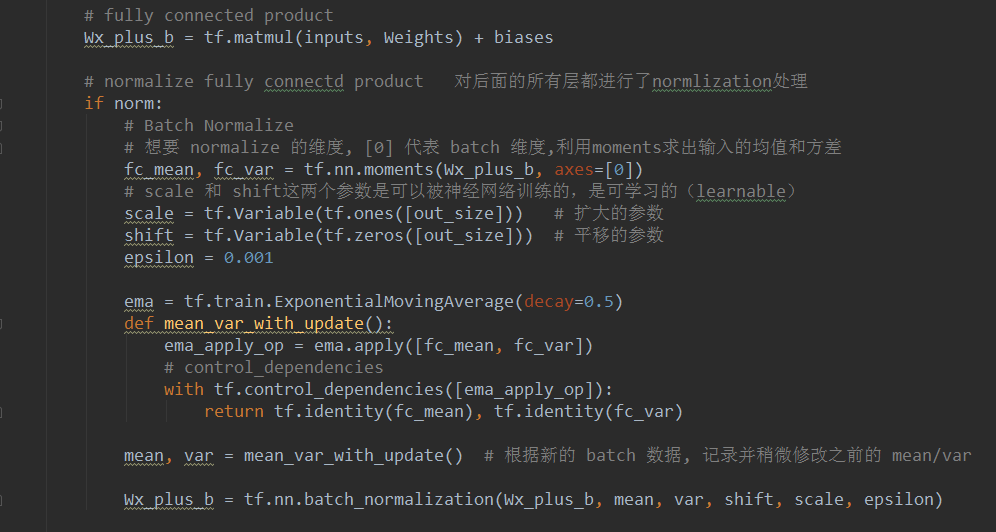 # fully connected product
Wx_plus_b = tf.matmul(inputs, Weights) + biases
# normalize fully connectd product   对后面的所有层都进行了normlization处理
if norm:
# Batch Normalize
# 想要 normalize 的维度, [0] 代表 batch 维度,利用moments求出输入的均值和方差
fc_mean, fc_var = tf.nn.moments(Wx_plus_b, axes=[0])
# scale 和 shift这两个参数是可以被神经网络训练的，是可学习的（learnable）
scale = tf.Variable(tf.ones([out_size]))   # 扩大的参数
shift = tf.Variable(tf.zeros([out_size]))  # 平移的参数
epsilon = 0.001
ema = tf.train.ExponentialMovingAverage(decay=0.5)
def mean_var_with_update():
ema_apply_op = ema.apply([fc_mean, fc_var])
# control_dependencies
with tf.control_dependencies([ema_apply_op]):
return tf.identity(fc_mean), tf.identity(fc_var)
mean, var = mean_var_with_update()  # 根据新的 batch 数据, 记录并稍微修改之前的 mean/var
Wx_plus_b = tf.nn.batch_normalization(Wx_plus_b, mean, var, shift, scale, epsilon)